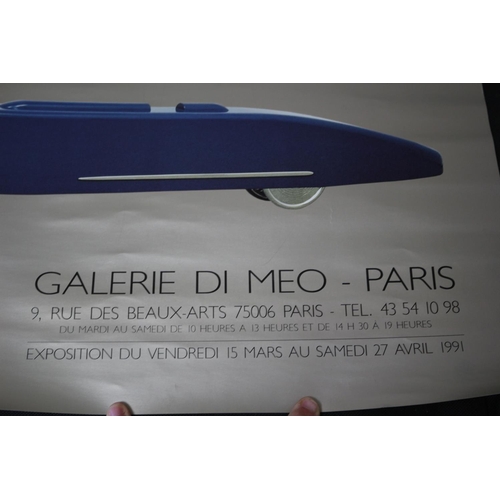 GALERIE DI MEO - PARIS
9, RUE DES BEAUX-ARTS 75006 PARIS - TEL. 43 54 10 98
DU MARDI AU SAMEDI DE 10 HEURES A 13 HEURES ET DE 14 H 30 À 19 HEURES
EXPOSITION DU VENDREDI 15 MARS AU SAMEDI 27 AVRIL 1991